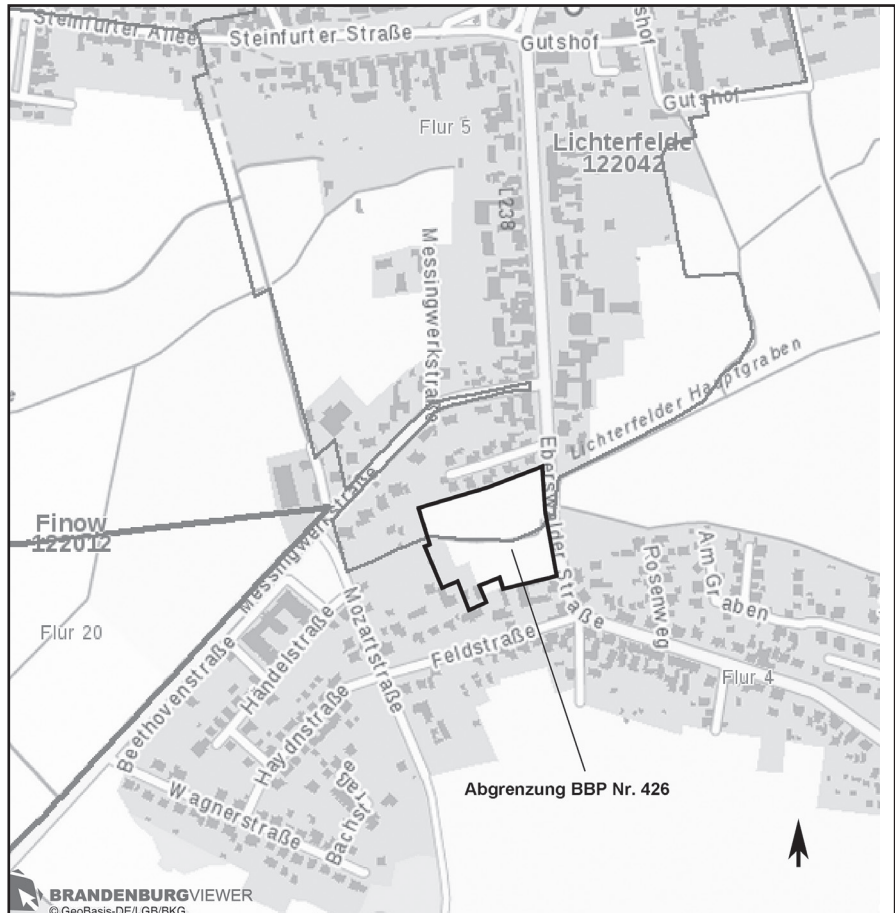 Steinfurter Allee
Steinfurter Straße
Gutshof
shof
Gutshof
Flur 5
Lichterfelde
122042
L238
Messingwerkstraße
Lichterfelder Hauptgraben
Eberswalder Straße
Finow
122012
Messingwerkstraße
Flur 20
Rosenweg
Am Graben
Mozartstraße
Feldstraße
Flur 4
Beethovenstraße
Händelstraße
Haydnstraße
Bachstraße
Wagnerstraße
Abgrenzung BBP Nr. 426
BRANDENBURGVIEWER
© GeoBasis-DE/LGB/BKG